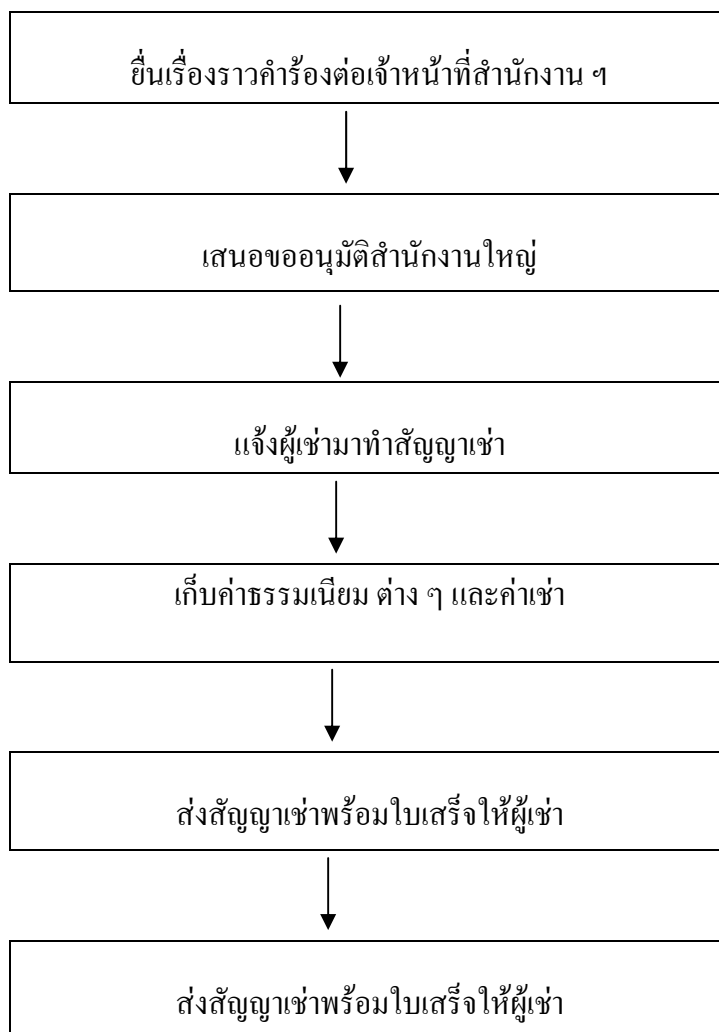 ยื่นเรื่องราวคำร้องต่อเจ้าหน้าที่สำนักงาน ฯ
เสนอขออนุมัติสำนักงานใหญ่
แจ้งผู้เช่ามาทำสัญญาเช่า
เก็บค่าธรรมเนียม ต่าง ๆ และค่าเช่า
ส่งสัญญาเช่าพร้อมใบเสร็จให้ผู้เช่า
ส่งสัญญาเช่าพร้อมใบเสร็จให้ผู้เช่า